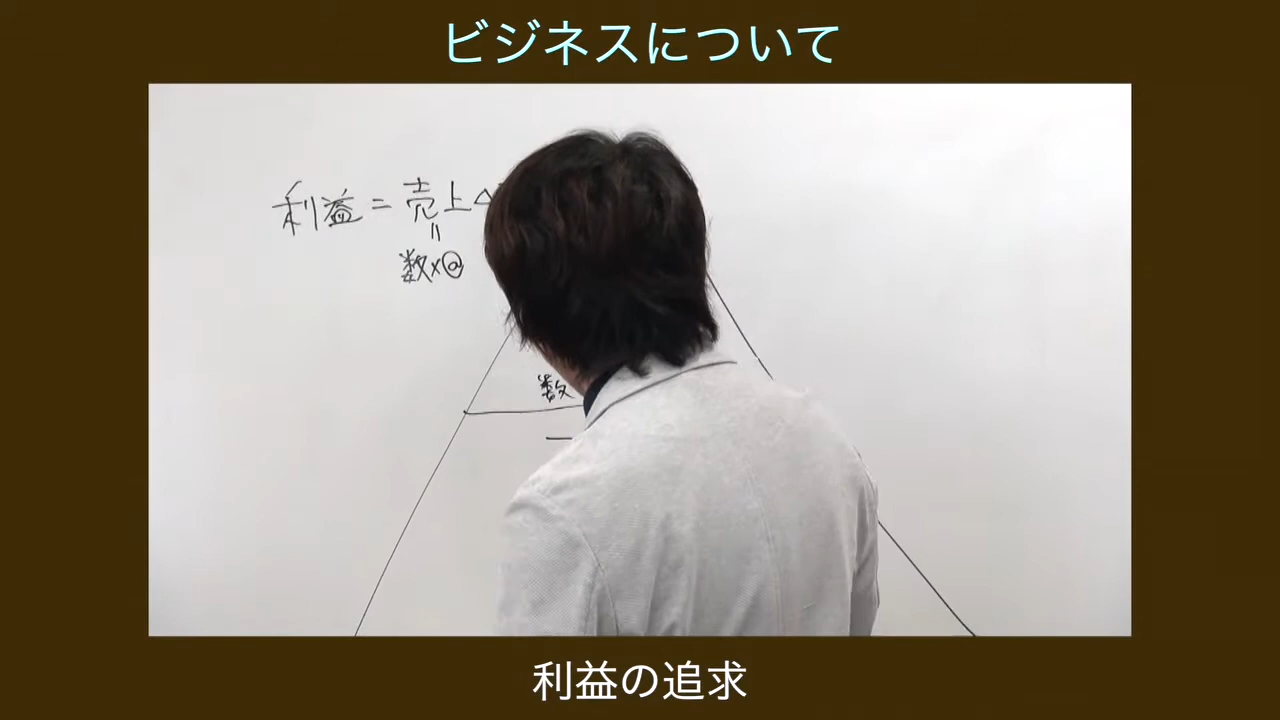 ビジネスについて
利益=売上△
〃
数×@
数
一
利益の追求